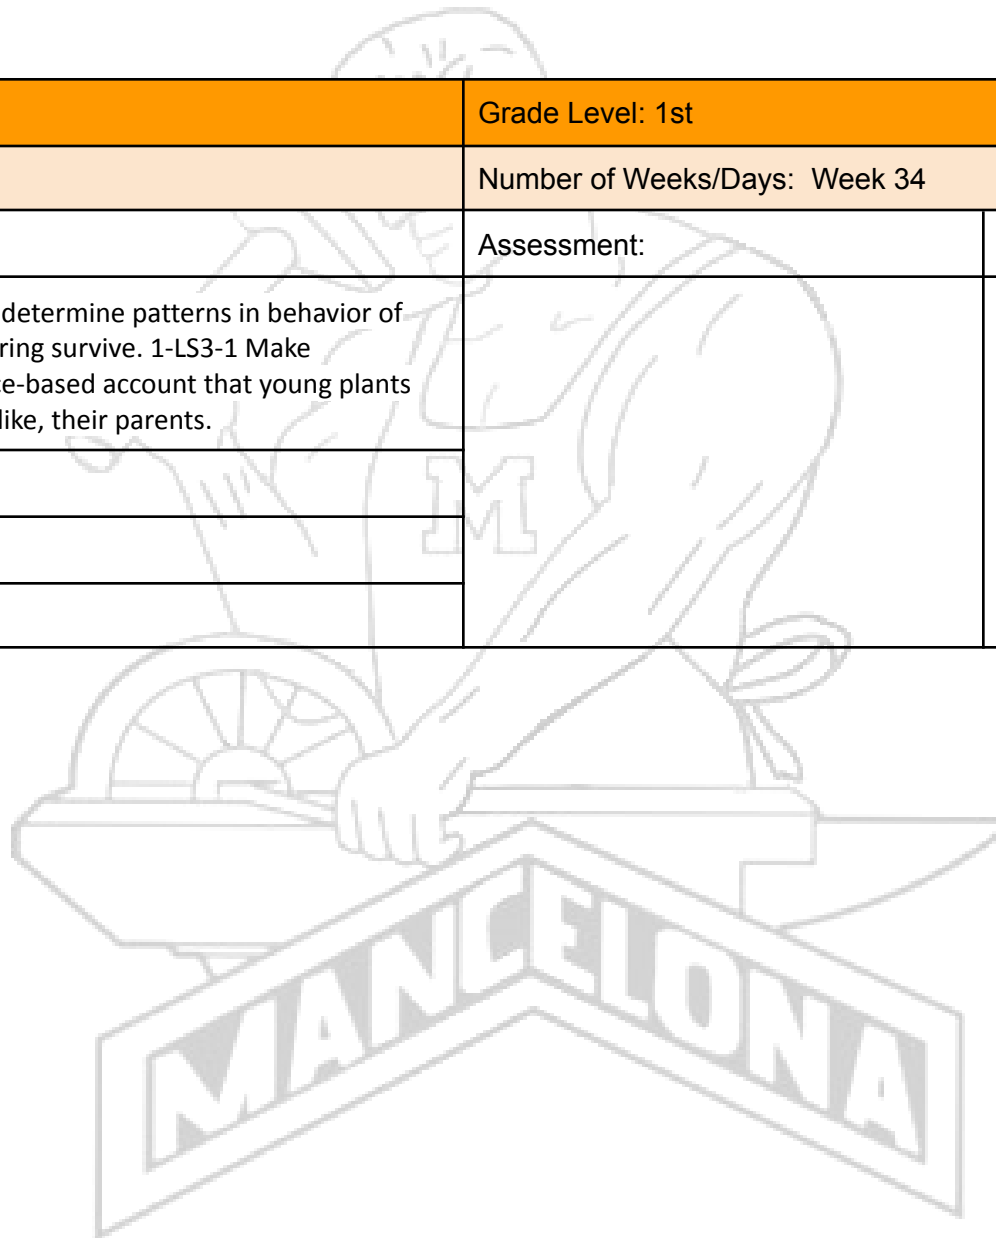 Grade Level: 1st
Number of Weeks/Days: Week 34
Assessment:
determine patterns in behavior of
ring survive. 1-LS3-1 Make
ce-based account that young plants
like, their parents.
M
MANCELONA